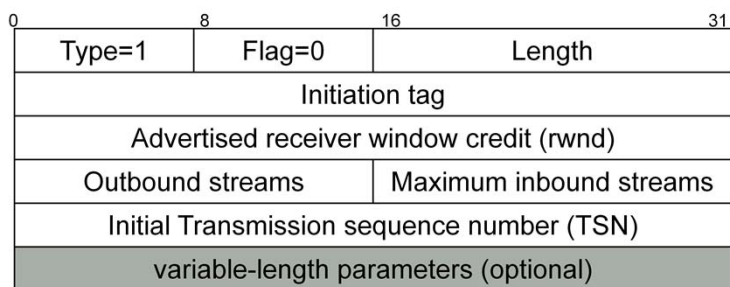 0 8 16 31
Type=1 Flag=0 Length
Initiation tag
Advertised receiver window credit (rwnd)
Outbound streams Maximum inbound streams
Initial Transmission sequence number (TSN)
variable-length parameters (optional)